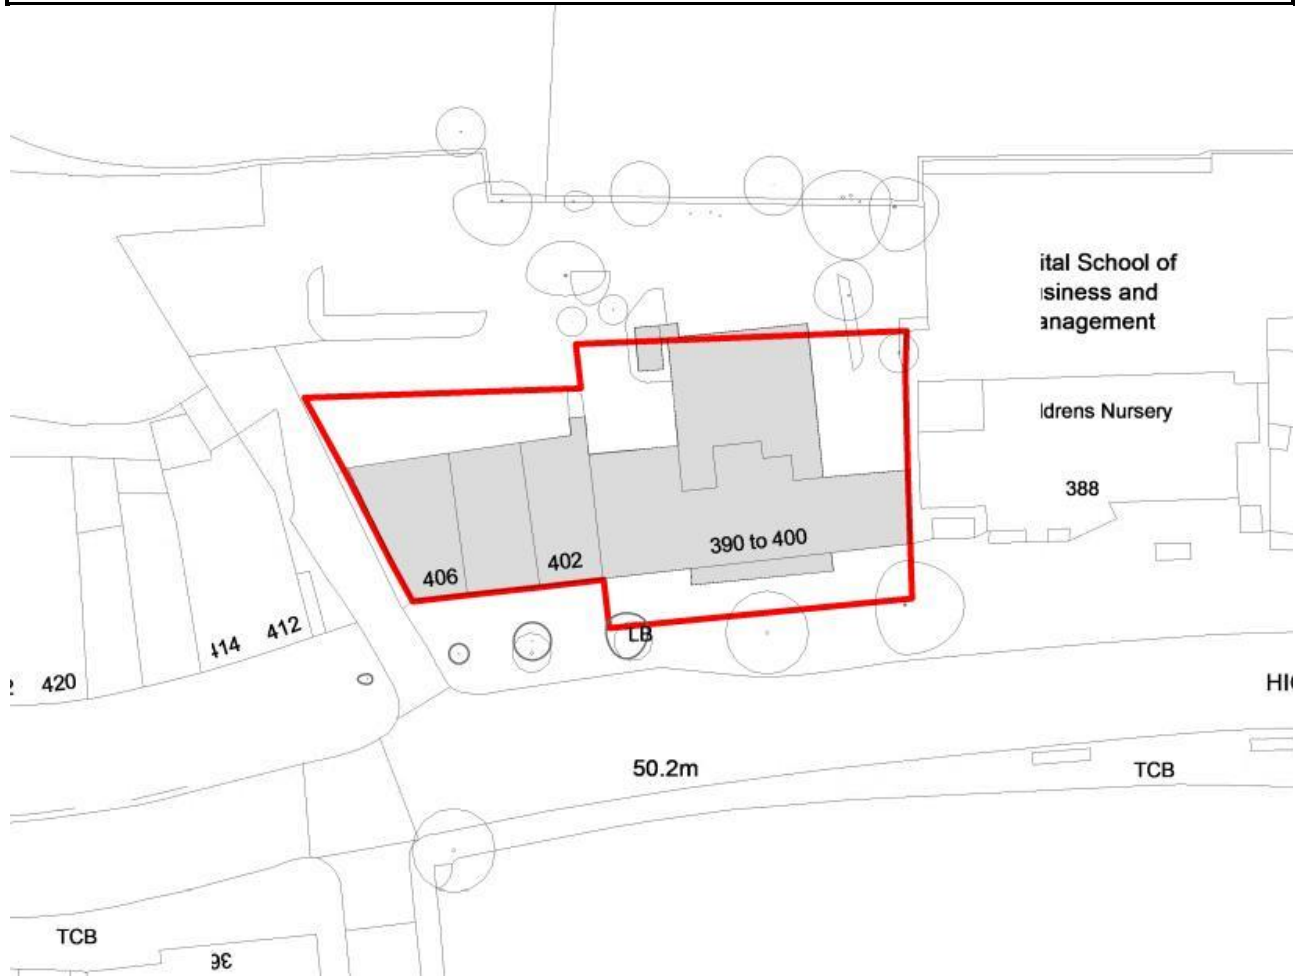 ital School of
siness and
anagement
ldrens Nursery
388
390 to 400
402
406
LB
412
414
420
HI
50.2m
TCB
TCB
36